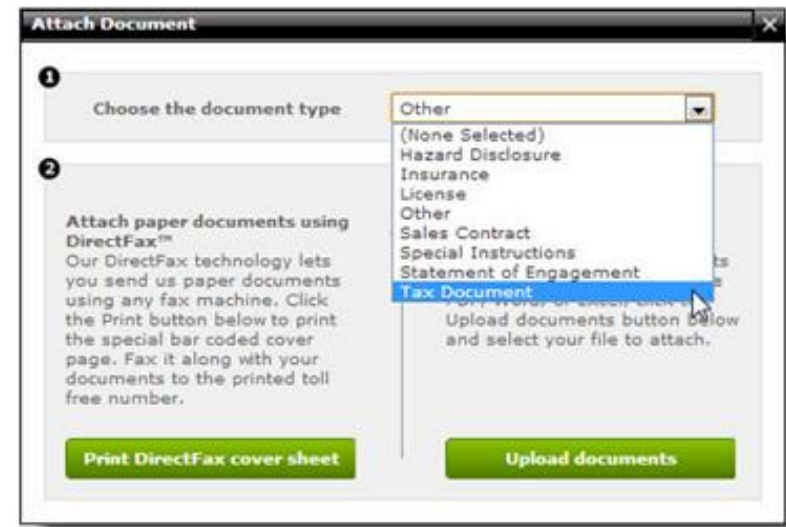 Attach Document
1
Choose the document type
Other
(None Selected)
Hazard Disclosure
Insurance
License
Other
Sales Contract
Special Instructions
Statement of Engagement
Tax Document
2
Attach paper documents using
DirectFax™
Our DirectFax technology lets
you send us paper documents
using any fax machine. Click
the Print button below to print
the special bar coded cover
page. Fax it along with your
documents to the printed toll
free number.
Print DirectFax cover sheet
Upload documents button below
and select your file to attach.
Upload documents